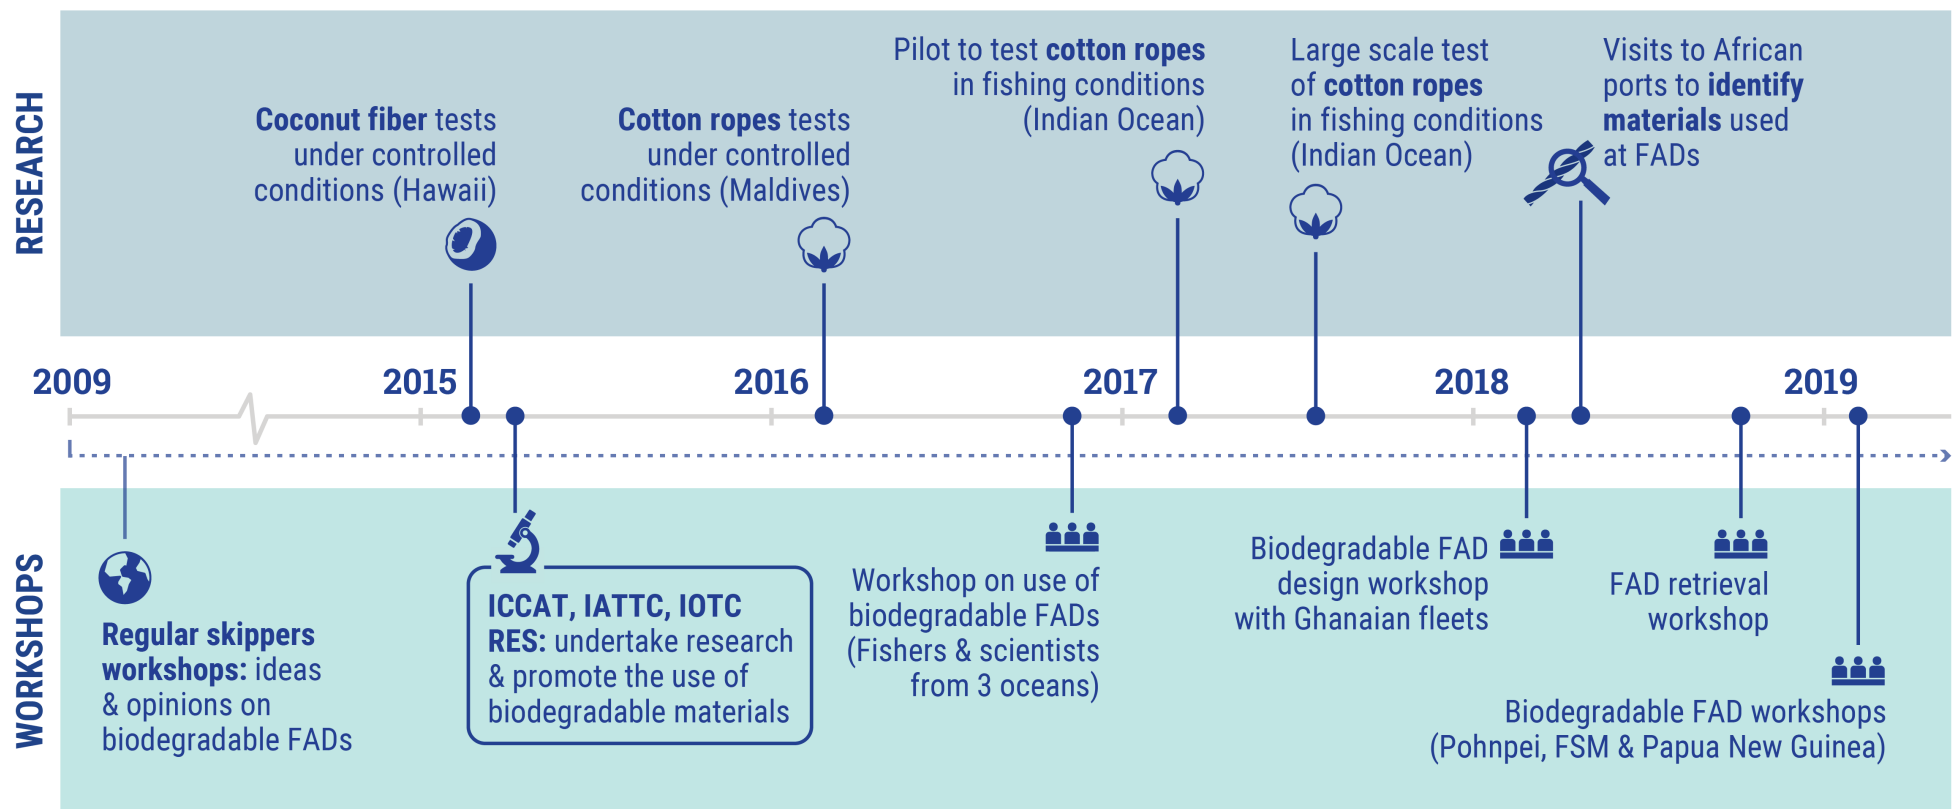 RESEARCH
Coconut fiber tests
under controlled
conditions (Hawaii)
Cotton ropes tests
under controlled
conditions (Maldives)
Pilot to test cotton ropes
in fishing conditions
(Indian Ocean)
Large scale test
of cotton ropes
in fishing conditions
(Indian Ocean)
Visits to African
ports to identify
materials used
at FADs
2009
2015
2016
2017
2018
2019
WORKSHOPS
Regular skippers
workshops: ideas
& opinions on
biodegradable FADs
ICCAT, IATTC, IOTC
RES: undertake research
& promote the use of
biodegradable materials
Workshop on use of
biodegradable FADs
(Fishers & scientists
from 3 oceans)
Biodegradable FAD
design workshop
with Ghanaian fleets
FAD retrieval
workshop
Biodegradable FAD workshops
(Pohnpei, FSM & Papua New Guinea)